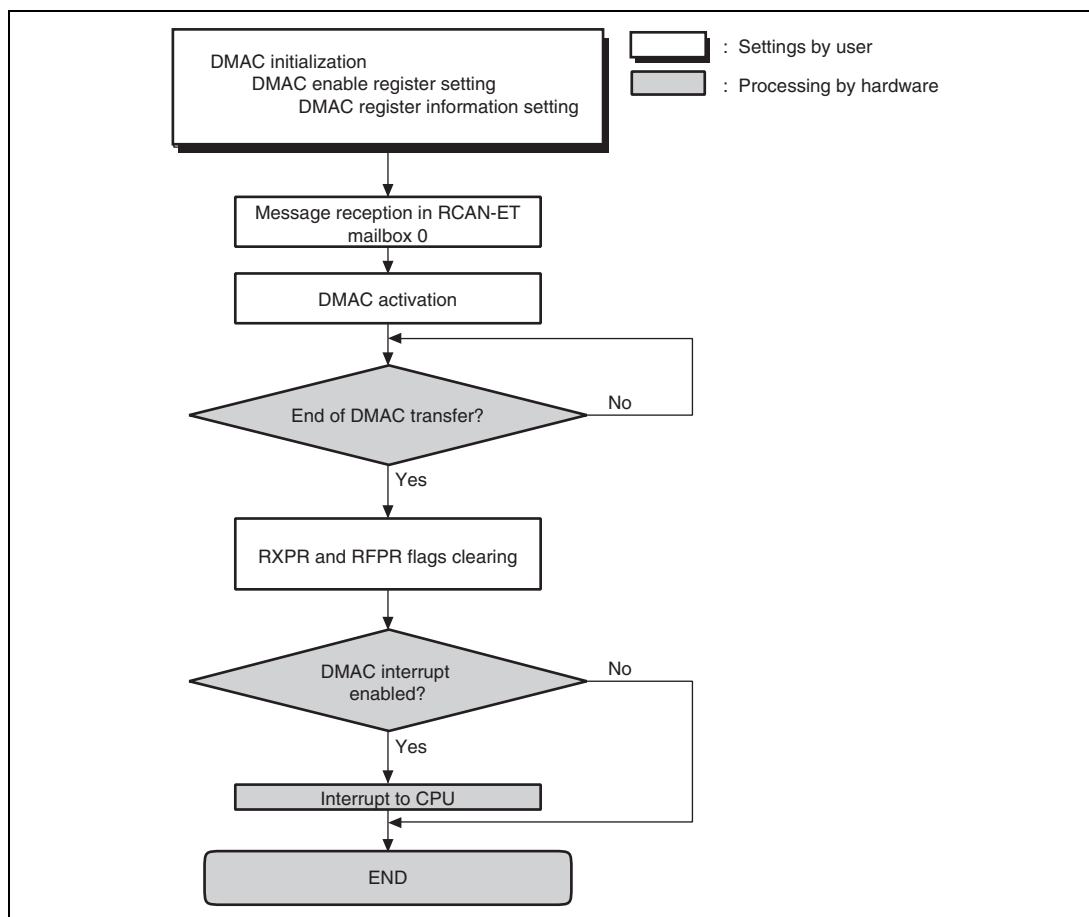 DMAC initialization
DMAC enable register setting
DMAC register information setting
: Settings by user
: Processing by hardware
Message reception in RCAN-ET
mailbox 0
DMAC activation
End of DMAC transfer?
No
Yes
RXPR and RFPR flags clearing
DMAC interrupt
enabled?
No
Yes
Interrupt to CPU
END